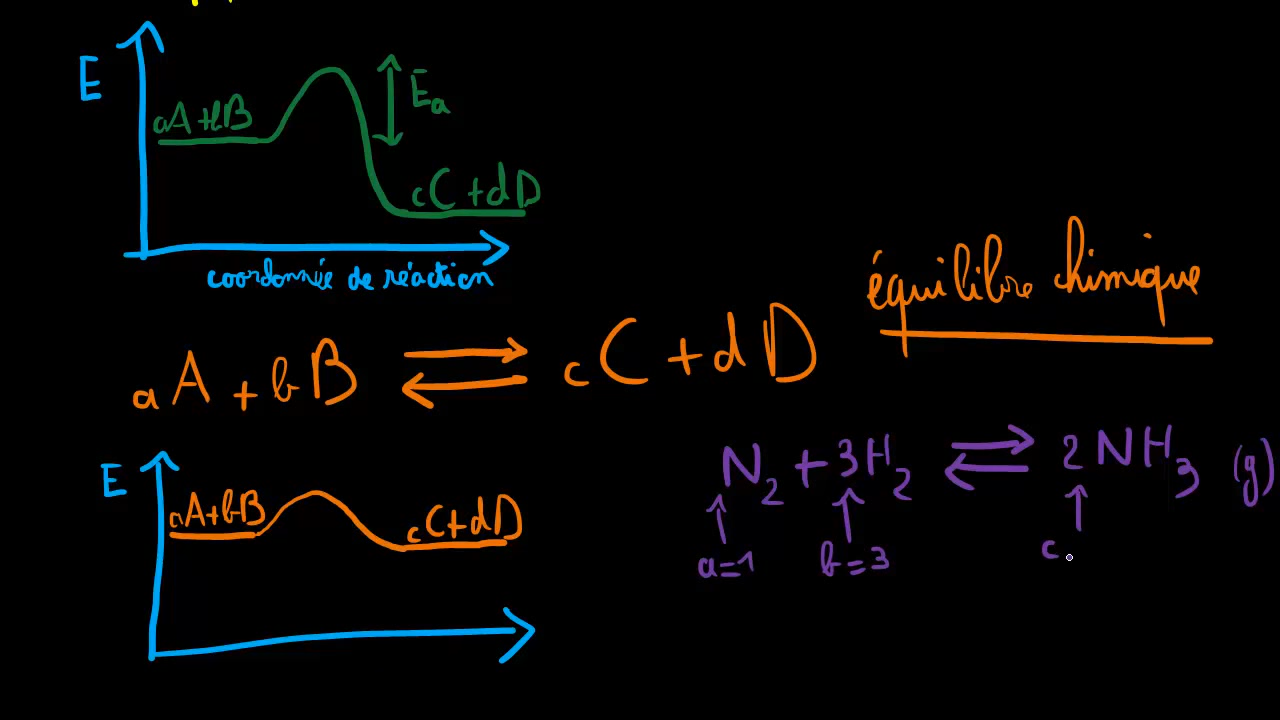 E
aA+bB
Ea
cC+dD
coordonnée de réaction
équilibre chimique
aA+bB ⇌ cC+dD
E
aA+bB
cC+dD
N2+3H2 ⇌ 2NH3 (g)
a=1 b=3 c